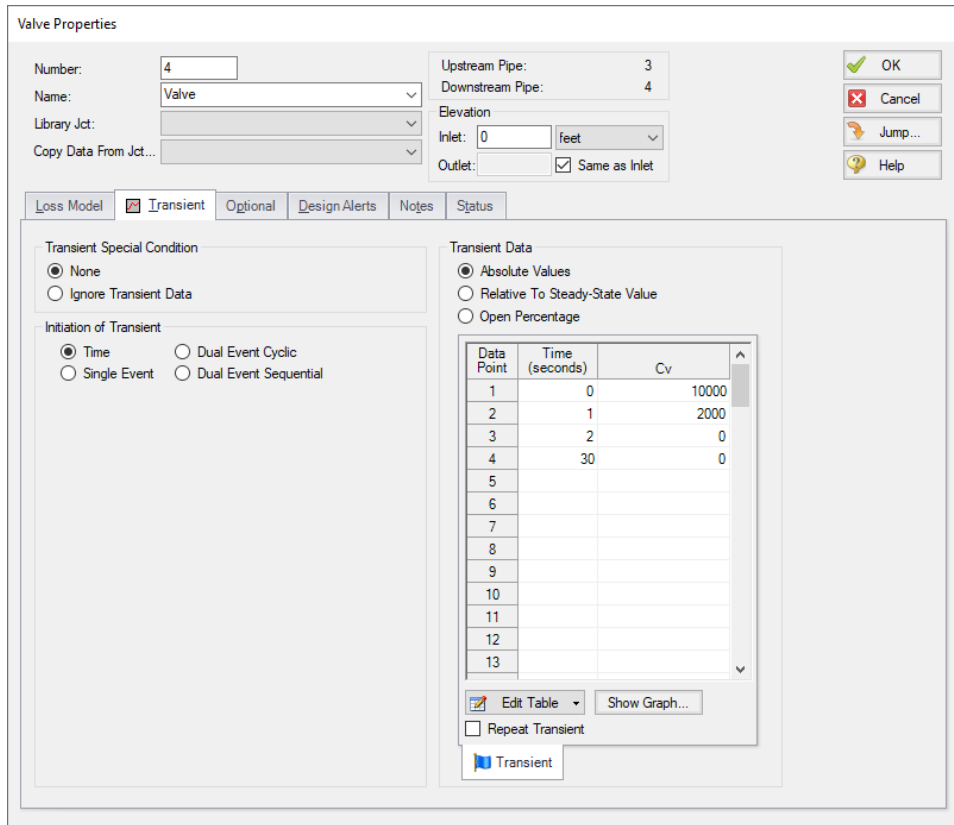 Valve Properties
Number: 4
Name: Valve
Library Jct:
Copy Data From Jct...
Upstream Pipe: 3
Downstream Pipe: 4
Elevation
Inlet: 0 feet
Outlet: Same as Inlet
OK
Cancel
Jump...
Help
Loss Model Transient Optional Design Alerts Notes Status
Transient Special Condition
None
Ignore Transient Data
Initiation of Transient
Time Dual Event Cyclic
Single Event Dual Event Sequential
Transient Data
Absolute Values
Relative To Steady-State Value
Open Percentage
Data Point Time (seconds) Cv
1 0 10000
2 1 2000
3 2 0
4 30 0
5
6
7
8
9
10
11
12
13
Edit Table Show Graph...
Repeat Transient
Transient